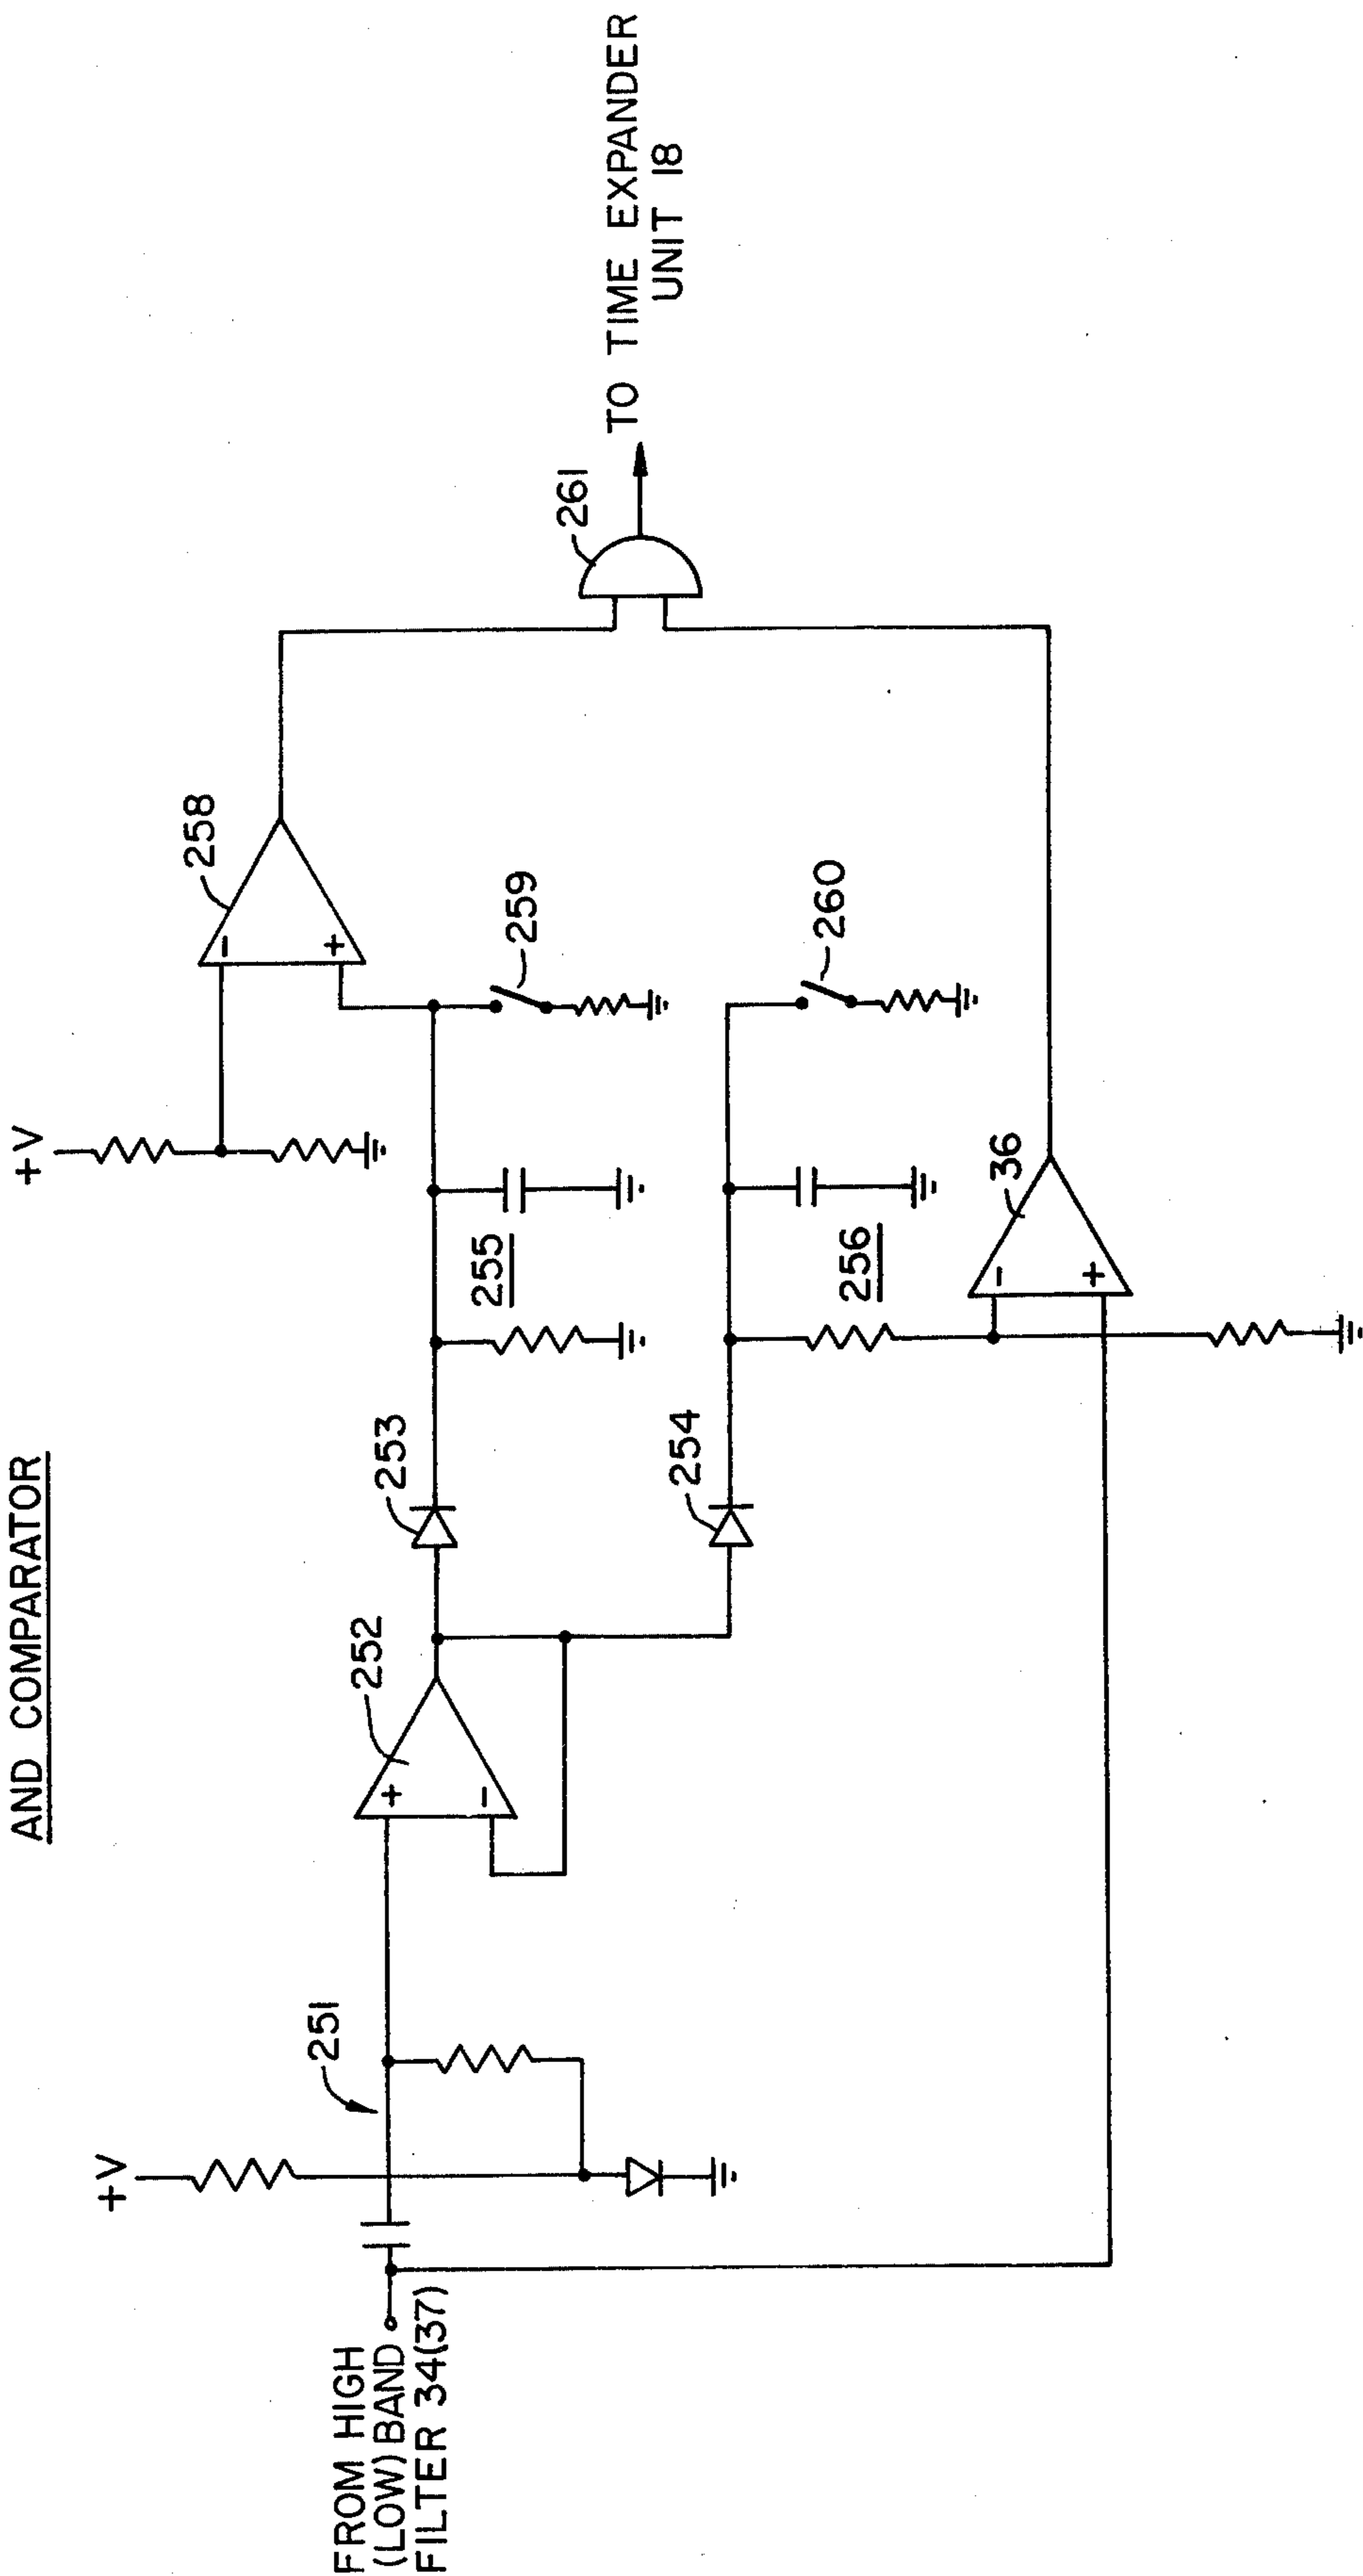 AND COMPARATOR
+V
+V
258
TO TIME EXPANDER
UNIT 18
261
253
255
259
252
251
+
-
-
+
254
256
260
36
-
+
FROM HIGH
(LOW) BAND
FILTER 34(37)